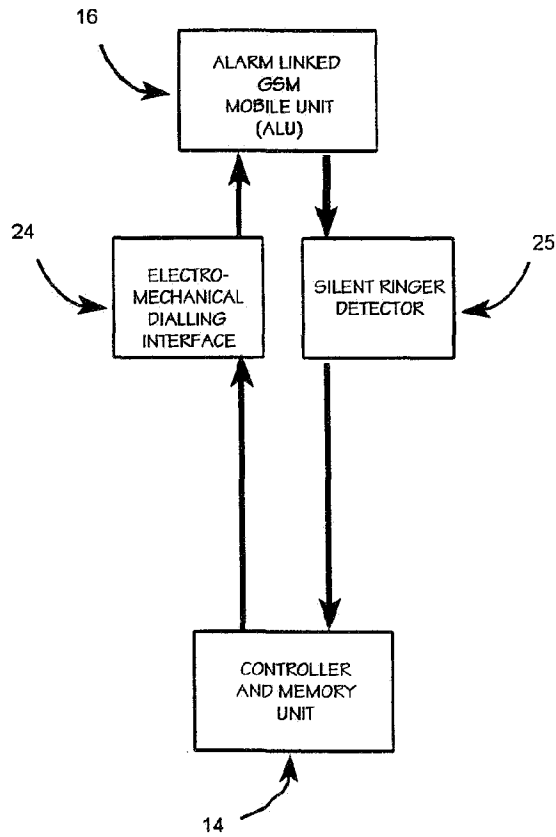 16
ALARM LINKED
GSM
MOBILE UNIT
(ALU)
24
ELECTRO-
MECHANICAL
DIALLING
INTERFACE
SILENT RINGER
DETECTOR
25
CONTROLLER
AND MEMORY
UNIT
14